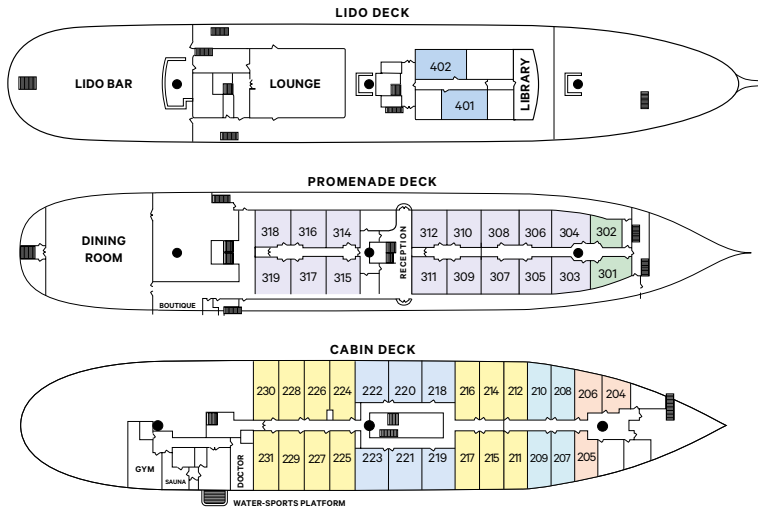 LIDO DECK
402
LIDO BAR
LOUNGE
LIBRARY
401
PROMENADE DECK
318 316 314 312 310 308 306 304 302
DINING
ROOM
RECEPTION
319 317 315 311 309 307 305 303 301
BOUTIQUE
CABIN DECK
230 228 226 224 222 220 218 216 214 212 210 208 206 204
231 229 227 225 223 221 219 217 215 211 209 207 205
GYM
SAUNA
DOCTOR
WATER-SPORTS PLATFORM